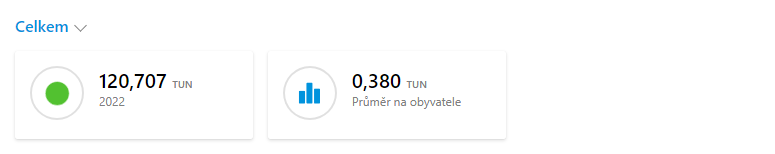 Celkem
120,707 TUN
2022
0,380 TUN
Průměr na obyvatele